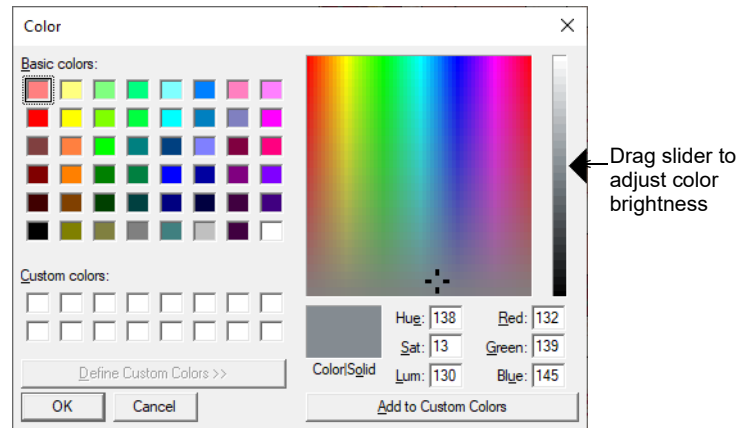 Color
Basic colors:
Custom colors:
Define Custom Colors >>
OK
Cancel
Color|Solid
Hue: 138
Sat: 13
Lum: 130
Red: 132
Green: 139
Blue: 145
Add to Custom Colors
Drag slider to
adjust color
brightness